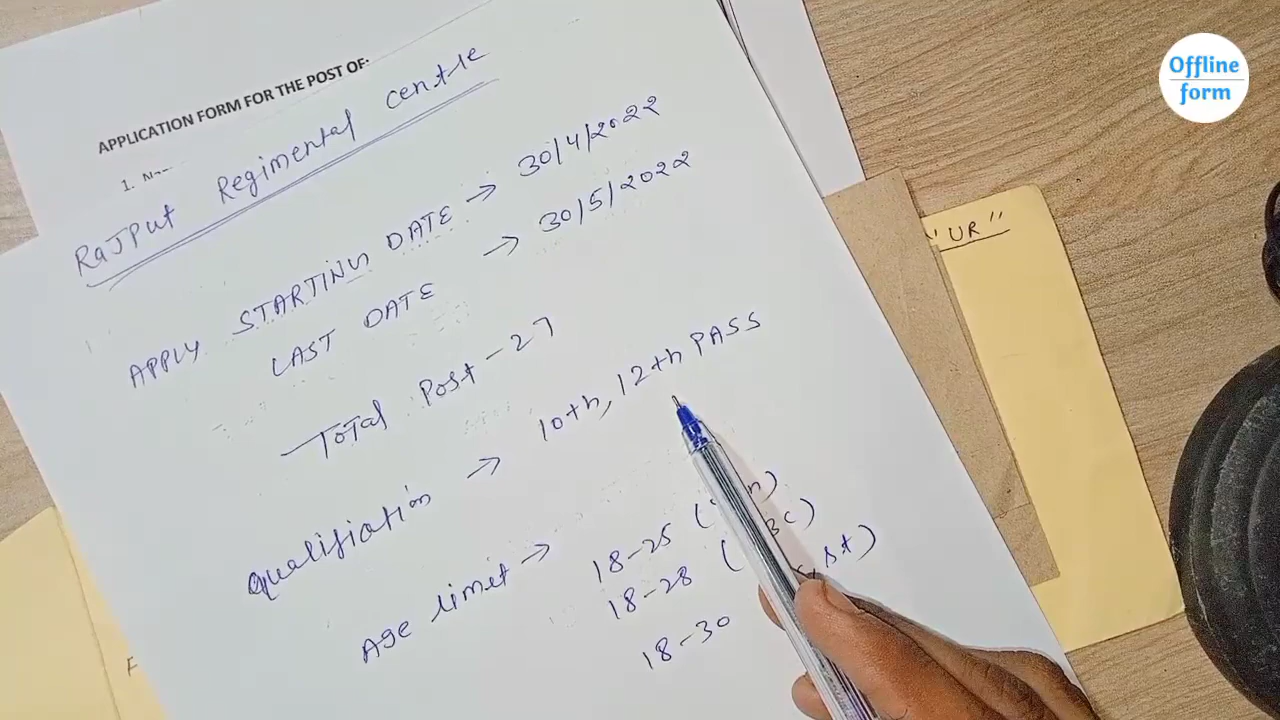 Offline
form
APPLICATION FORM FOR THE POST OF:
1.
RAJPUT Regimental centre
APPLY STARTING DATE → 30/4/2022
LAST DATE → 30/5/2022
Total Post - 27
"UR"
Qualifiation → 10th, 12th PASS
Age limit → 18-25
18-28
18-30